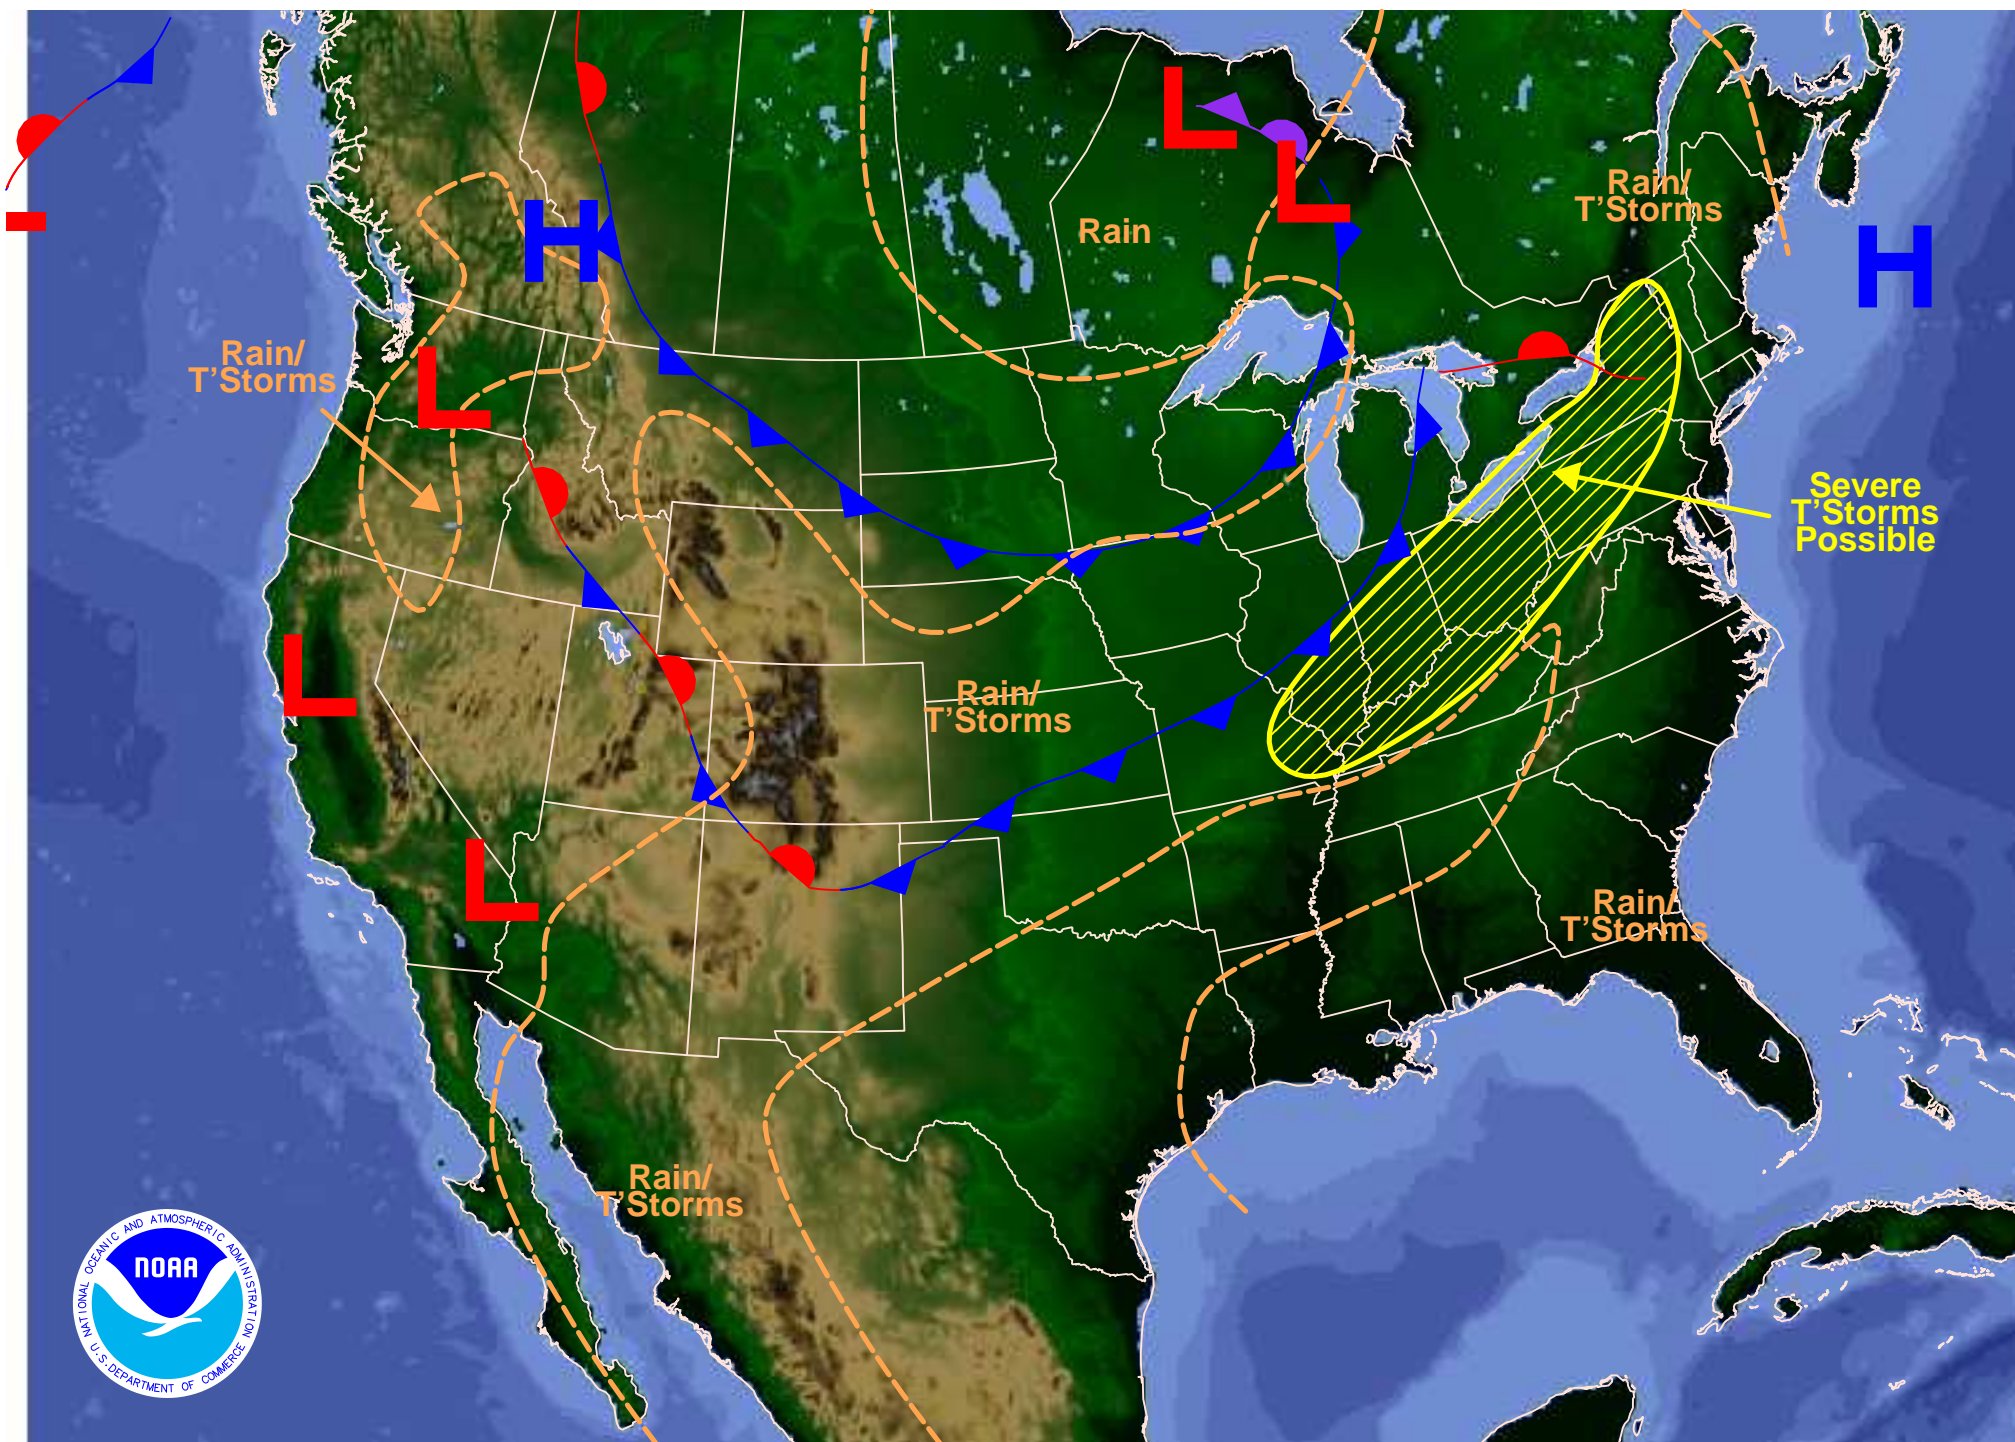 L
L
Rain/
T'Storms
Rain
H
H
Rain/
T'Storms
L
Severe
T'Storms
Possible
L
Rain/
T'Storms
L
Rain/
T'Storms
Rain/
T'Storms
NATIONAL OCEANIC AND ATMOSPHERIC ADMINISTRATION
NOAA
U.S. DEPARTMENT OF COMMERCE